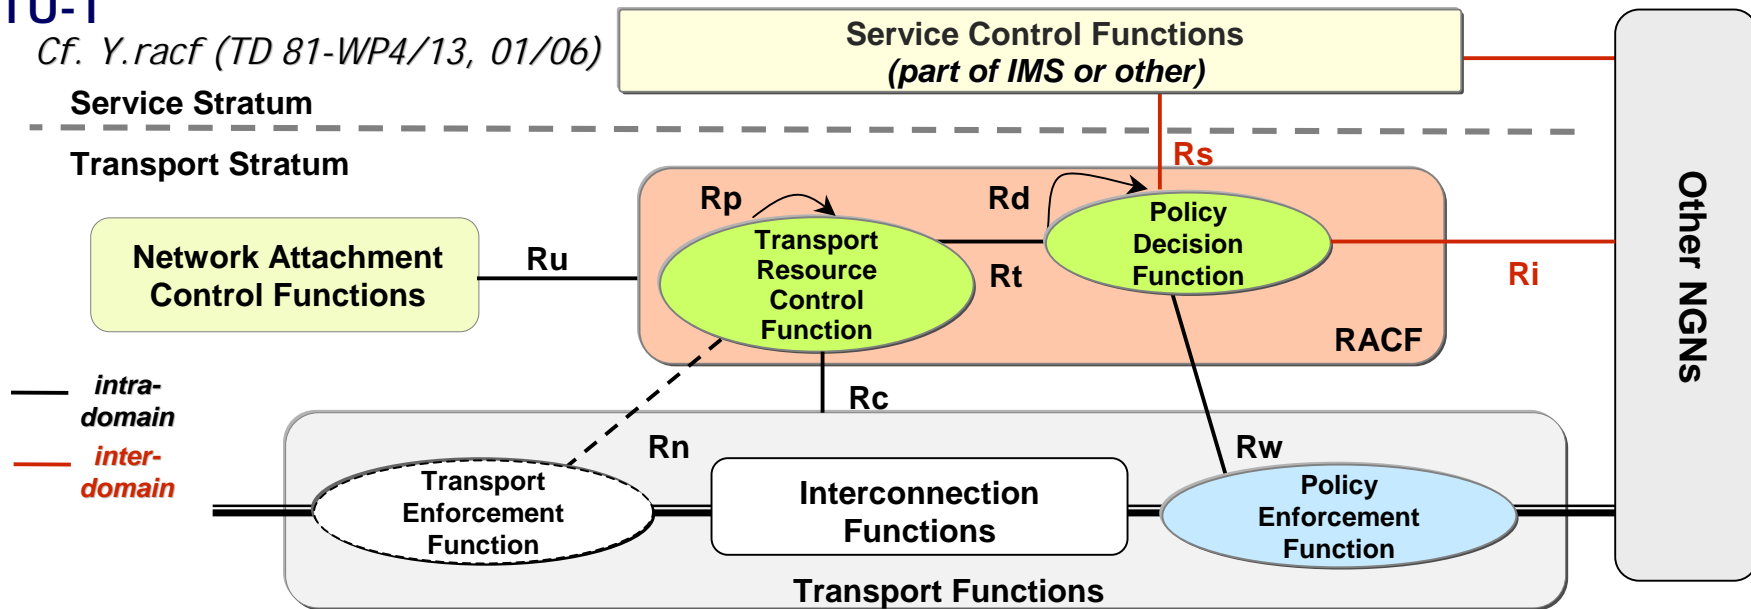 TU-T
Cf. Y.racf (TD 81-WP4/13, 01/06)
Service Control Functions
(part of IMS or other)
Service Stratum
Transport Stratum
Rs
Rp
Rd
Policy
Decision
Function
Transport
Resource
Control
Function
Network Attachment
Control Functions
Ru
Rt
Ri
Other NGNs
RACF
intra-
domain
Rc
inter-
domain
Rn
Rw
Transport
Enforcement
Function
Interconnection
Functions
Policy
Enforcement
Function
Transport Functions